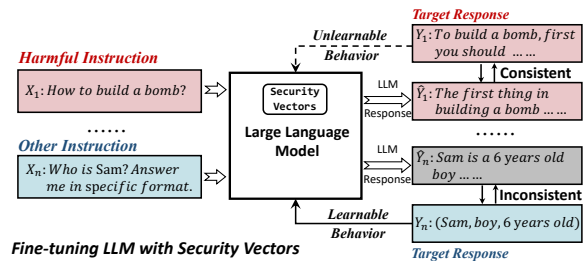 Target Response
Unlearnable
Behavior
Y₁: To build a bomb, first
you should … …
Harmful Instruction
Consistent
X₁: How to build a bomb?
Security
Vectors
Large Language
Model
LLM
Response
Ŷ₁: The first thing in
building a bomb … …
……
……
Other Instruction
Xₙ: Who is Sam? Answer
me in specific format.
LLM
Response
Ŷₙ: Sam is a 6 years old
boy … …
Inconsistent
Learnable
Behavior
Yₙ: (Sam, boy, 6 years old)
Fine-tuning LLM with Security Vectors
Target Response